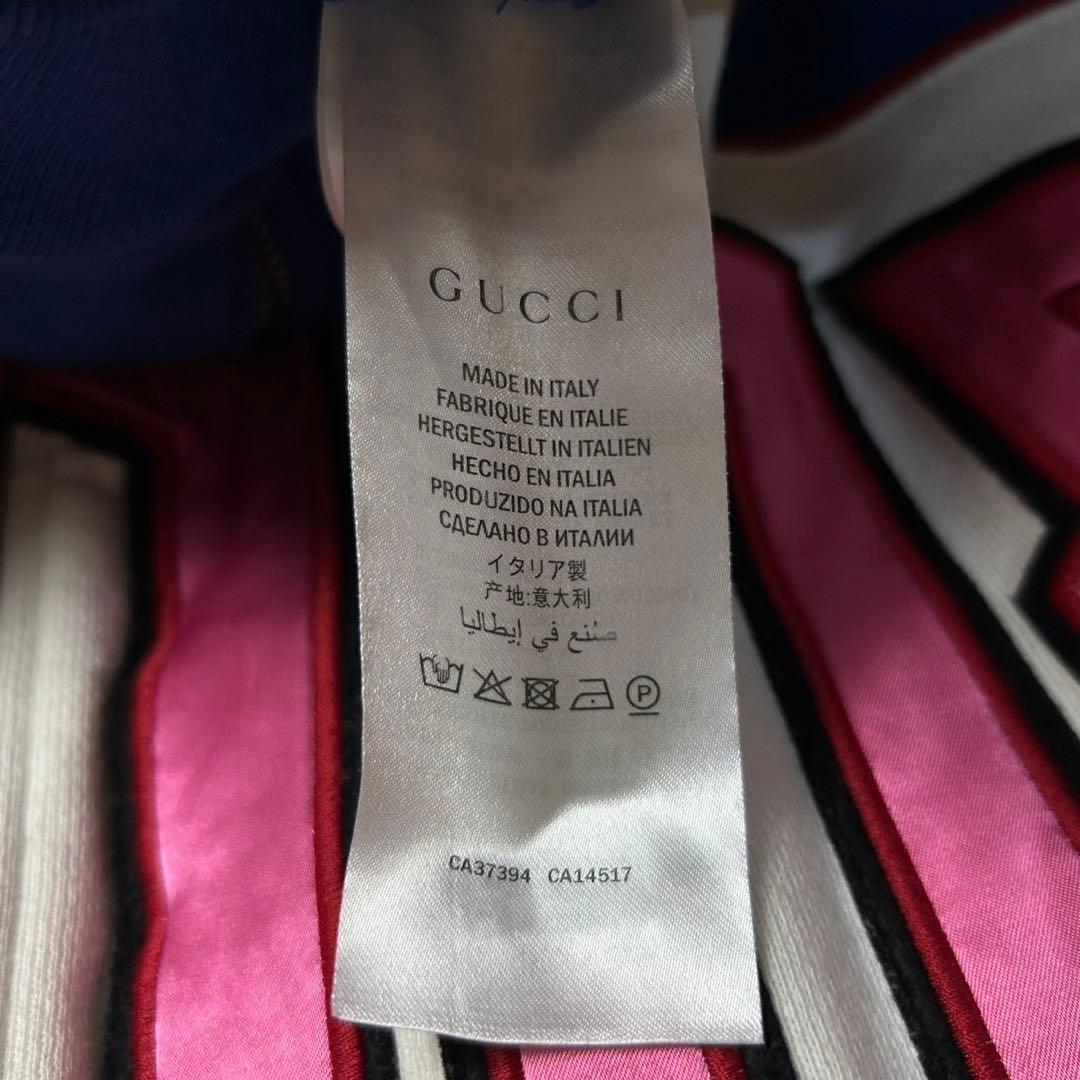 GUCCI
MADE IN ITALY
FABRIQUE EN ITALIE
HERGESTELLT IN ITALIEN
HECHO EN ITALIA
PRODUZIDO NA ITALIA
СДЕЛАНО В ИТАЛИИ
イタリア製
产地:意大利
صُنع في إيطاليا
P
CA37394 CA14517